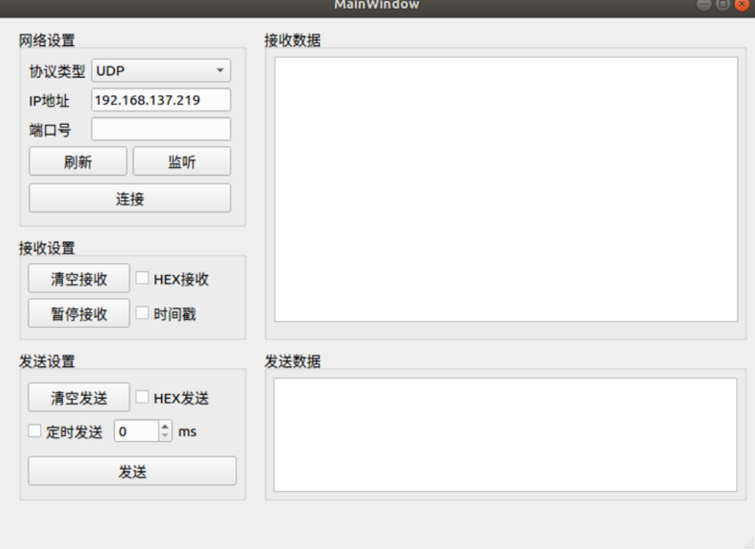 MainWindow
网络设置
协议类型 UDP
IP地址 192.168.137.219
端口号
刷新 监听
连接
接收设置
清空接收 HEX接收
暂停接收 时间戳
发送设置
清空发送 HEX发送
定时发送 0 ms
发送
接收数据
发送数据